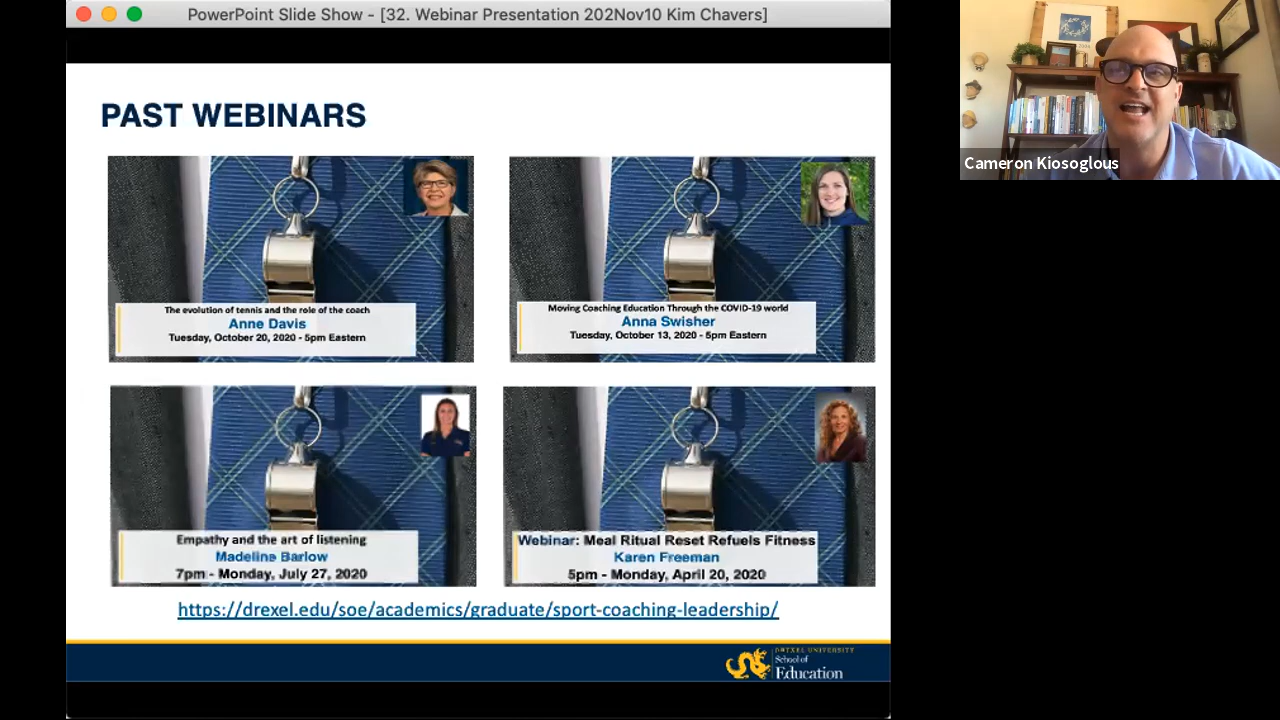 PowerPoint Slide Show - [32. Webinar Presentation 202Nov10 Kim Chavers]
PAST WEBINARS
The evolution of tennis and the role of the coach
Anne Davis
Tuesday, October 20, 2020 - 5pm Eastern
Moving Coaching Education Through the COVID-19 world
Anna Swisher
Tuesday, October 13, 2020 - 5pm Eastern
Empathy and the art of listening
Madeline Barlow
7pm - Monday, July 27, 2020
Webinar: Meal Ritual Reset Refuels Fitness
Karen Freeman
5pm - Monday, April 20, 2020
https://drexel.edu/soe/academics/graduate/sport-coaching-leadership/
DREXEL UNIVERSITY
School of
Education
Cameron Kiosoglous